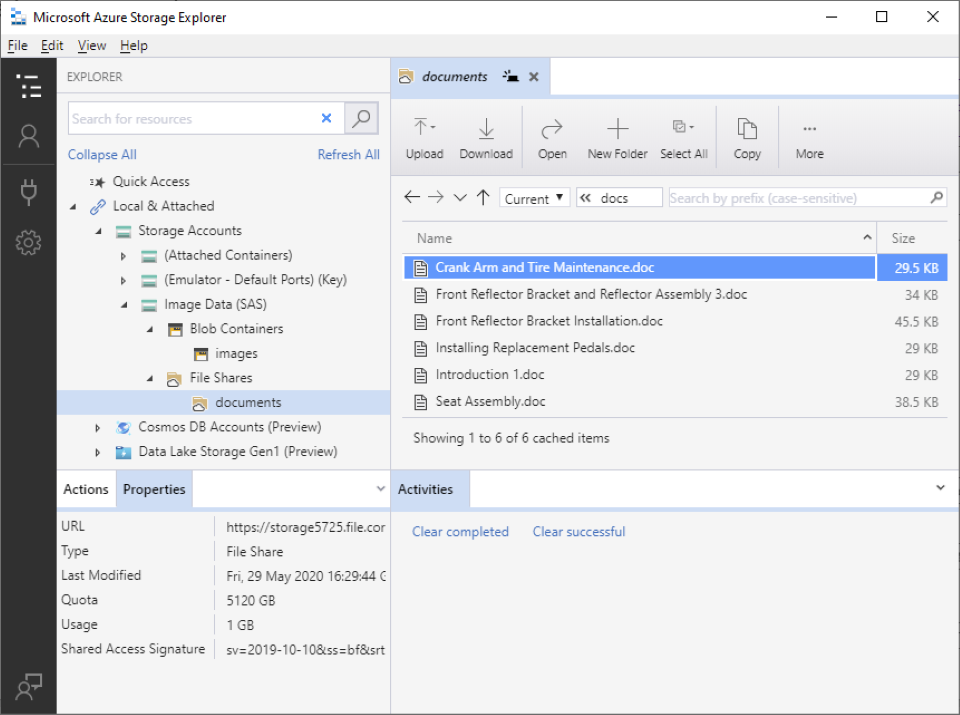 Microsoft Azure Storage Explorer
File Edit View Help
EXPLORER
Search for resources
Collapse All Refresh All
Quick Access
Local & Attached
Storage Accounts
(Attached Containers)
(Emulator - Default Ports) (Key)
Image Data (SAS)
Blob Containers
images
File Shares
documents
Cosmos DB Accounts (Preview)
Data Lake Storage Gen1 (Preview)
Actions Properties
URL https://storage5725.file.cor
Type File Share
Last Modified Fri, 29 May 2020 16:29:44 G
Quota 5120 GB
Usage 1 GB
Shared Access Signature sv=2019-10-10&ss=bf&srt
documents
Upload Download Open New Folder Select All Copy More
Current docs Search by prefix (case-sensitive)
Name Size
Crank Arm and Tire Maintenance.doc 29.5 KB
Front Reflector Bracket and Reflector Assembly 3.doc 34 KB
Front Reflector Bracket Installation.doc 45.5 KB
Installing Replacement Pedals.doc 29 KB
Introduction 1.doc 29 KB
Seat Assembly.doc 38.5 KB
Showing 1 to 6 of 6 cached items
Activities
Clear completed Clear successful